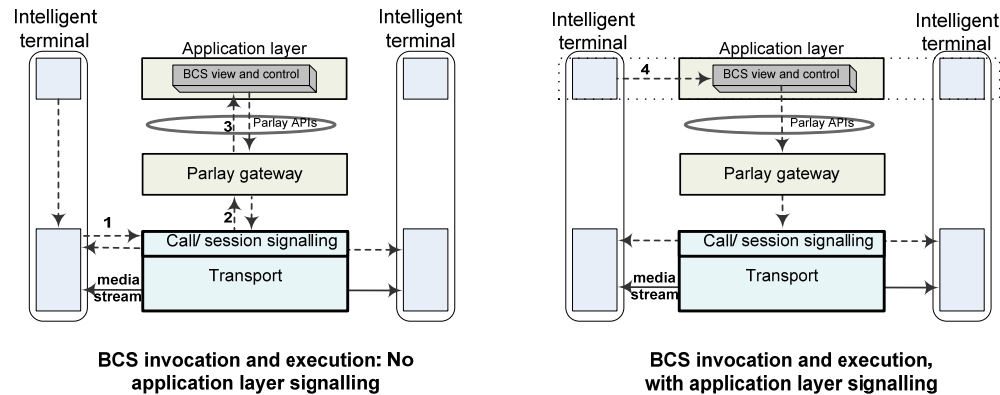 Intelligent
terminal
Application layer
BCS view and control
3
Parlay APIs
Parlay gateway
1
2
Call/ session signalling
Transport
media
stream
Intelligent
terminal
BCS invocation and execution: No
application layer signalling
Intelligent
terminal
Application layer
4
BCS view and control
Parlay APIs
Parlay gateway
Call/ session signalling
Transport
media
stream
Intelligent
terminal
BCS invocation and execution,
with application layer signalling